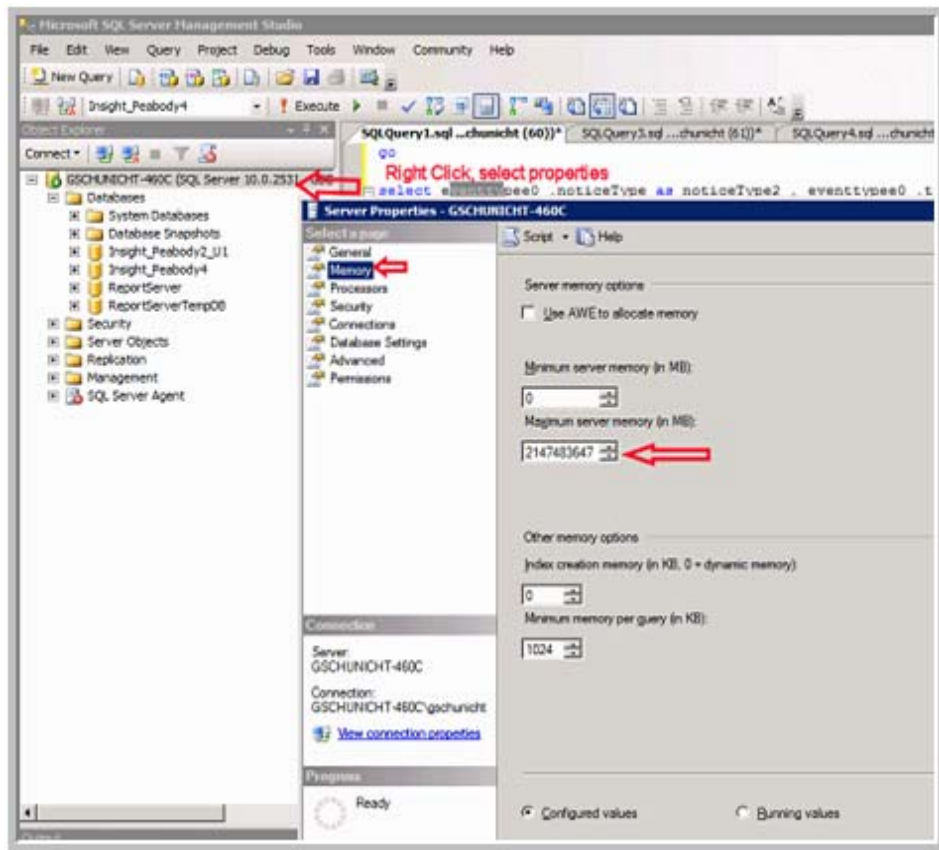 Microsoft SQL Server Management Studio
File Edit View Query Project Debug Tools Window Community Help
New Query
Insight_Peabody4 Execute
Object Explorer
SQLQuery1.sql ...chunicht (60))* SQLQuery3.sql ...chunicht (61))* SQLQuery4.sql ...chunicht
Connect
go
Right Click, select properties
GSCHUNICHT-460C (SQL Server 10.0.2531
select eventtypee0 .noticeType as noticeType2 . eventtypee0 .t
Databases
System Databases
Database Snapshots
Insight_Peabody2_U1
Insight_Peabody4
ReportServer
ReportServerTempDB
Security
Server Objects
Replication
Management
SQL Server Agent
Server Properties - GSCHUNICHT-460C
Select a page
General
Memory
Processors
Security
Connections
Database Settings
Advanced
Permissions
Script Help
Server memory options
Use AWE to allocate memory
Minimum server memory (in MB):
0
Maximum server memory (in MB):
2147483647
Other memory options
Index creation memory (in KB, 0 = dynamic memory)
0
Minimum memory per query (in KB):
1024
Connection
Server:
GSCHUNICHT-460C
Connection:
GSCHUNICHT-460C\gschunicht
View connection properties
Progress
Ready
Configured values Running values
Output